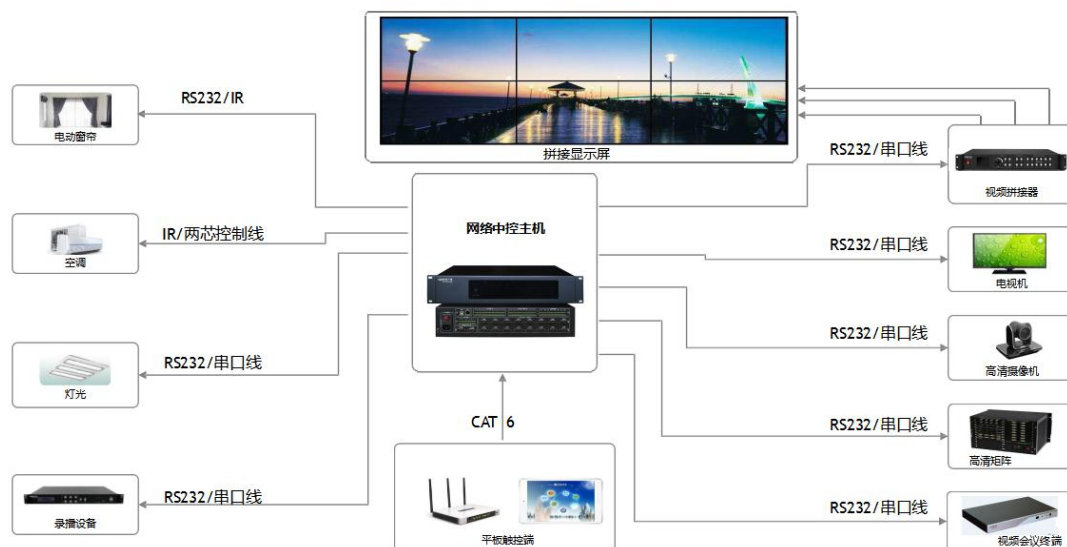 拼接显示屏
RS232/IR
电动窗帘
RS232/串口线
视频拼接器
网络中控主机
IR/两芯控制线
空调
RS232/串口线
电视机
RS232/串口线
灯光
RS232/串口线
高清摄像机
CAT 6
RS232/串口线
高清矩阵
RS232/串口线
录播设备
平板触控端
RS232/串口线
视频会议终端